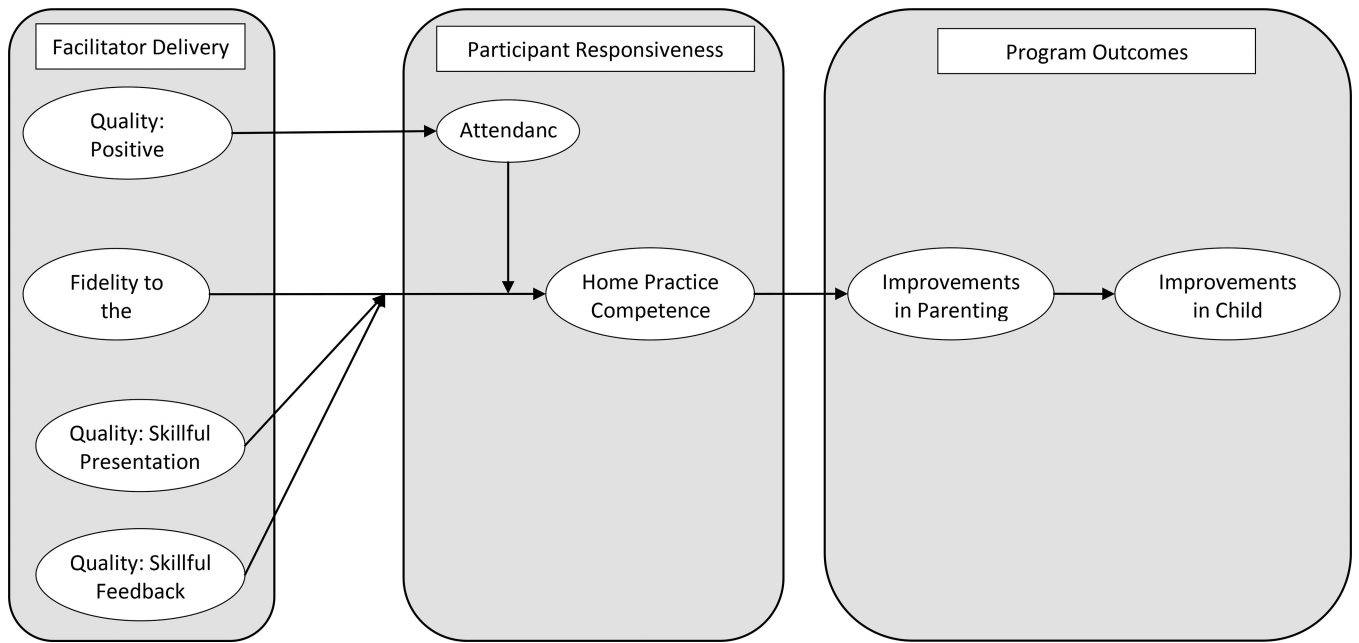 Facilitator Delivery
Quality:
Positive
Fidelity to
the
Quality: Skillful
Presentation
Quality: Skillful
Feedback
Participant Responsiveness
Attendanc
Home Practice
Competence
Program Outcomes
Improvements
in Parenting
Improvements
in Child